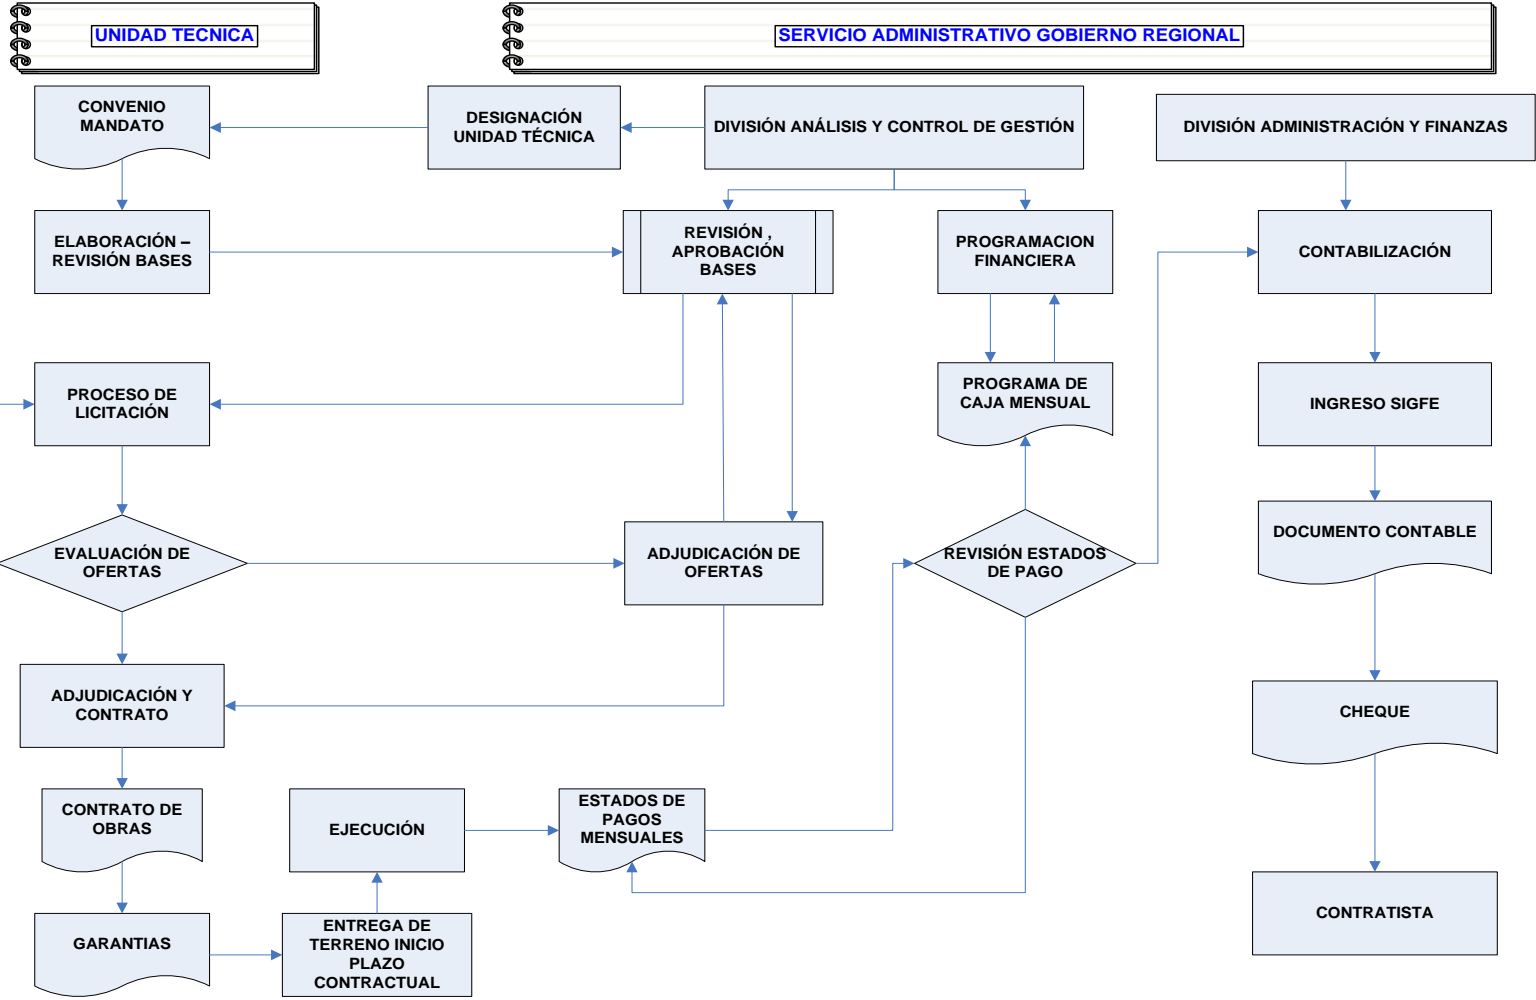 UNIDAD TECNICA
SERVICIO ADMINISTRATIVO GOBIERNO REGIONAL
CONVENIO
MANDATO
DESIGNACIÓN
UNIDAD TÉCNICA
DIVISIÓN ANÁLISIS Y CONTROL DE GESTIÓN
DIVISIÓN ADMINISTRACIÓN Y FINANZAS
ELABORACIÓN –
REVISIÓN BASES
REVISIÓN ,
APROBACIÓN
BASES
PROGRAMACION
FINANCIERA
CONTABILIZACIÓN
PROCESO DE
LICITACIÓN
PROGRAMA DE
CAJA MENSUAL
INGRESO SIGFE
EVALUACIÓN DE
OFERTAS
ADJUDICACIÓN DE
OFERTAS
REVISIÓN ESTADOS
DE PAGO
DOCUMENTO CONTABLE
ADJUDICACIÓN Y
CONTRATO
CHEQUE
CONTRATO DE
OBRAS
EJECUCIÓN
ESTADOS DE
PAGOS
MENSUALES
GARANTIAS
ENTREGA DE
TERRENO INICIO
PLAZO
CONTRACTUAL
CONTRATISTA